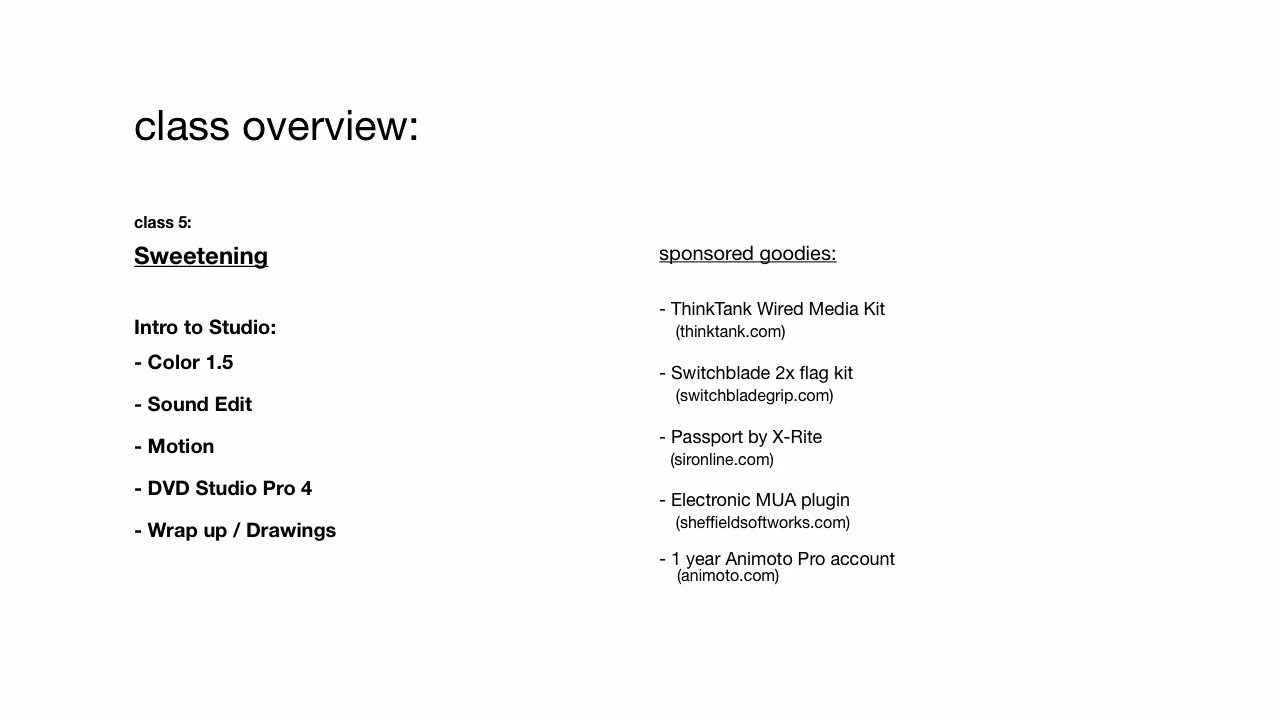 class overview:
class 5:
Sweetening
Intro to Studio:
- Color 1.5
- Sound Edit
- Motion
- DVD Studio Pro 4
- Wrap up / Drawings
sponsored goodies:
- ThinkTank Wired Media Kit
(thinktank.com)
- Switchblade 2x flag kit
(switchbladegrip.com)
- Passport by X-Rite
(sironline.com)
- Electronic MUA plugin
(sheffieldsoftworks.com)
- 1 year Animoto Pro account
(animoto.com)